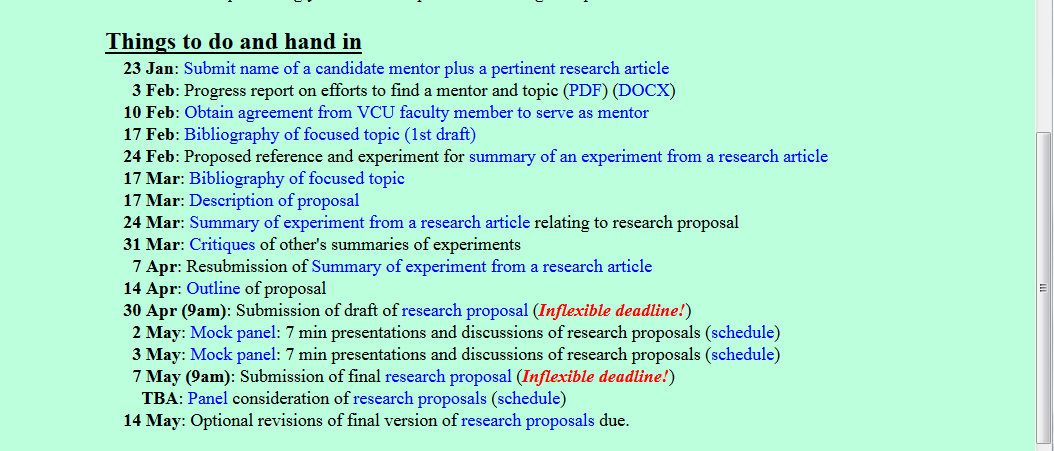 Things to do and hand in
23 Jan: Submit name of a candidate mentor plus a pertinent research article
3 Feb: Progress report on efforts to find a mentor and topic (PDF) (DOCX)
10 Feb: Obtain agreement from VCU faculty member to serve as mentor
17 Feb: Bibliography of focused topic (1st draft)
24 Feb: Proposed reference and experiment for summary of an experiment from a research article
17 Mar: Bibliography of focused topic
17 Mar: Description of proposal
24 Mar: Summary of experiment from a research article relating to research proposal
31 Mar: Critiques of other's summaries of experiments
7 Apr: Resubmission of Summary of experiment from a research article
14 Apr: Outline of proposal
30 Apr (9am): Submission of draft of research proposal (Inflexible deadline!)
2 May: Mock panel: 7 min presentations and discussions of research proposals (schedule)
3 May: Mock panel: 7 min presentations and discussions of research proposals (schedule)
7 May (9am): Submission of final research proposal (Inflexible deadline!)
TBA: Panel consideration of research proposals (schedule)
14 May: Optional revisions of final version of research proposals due.